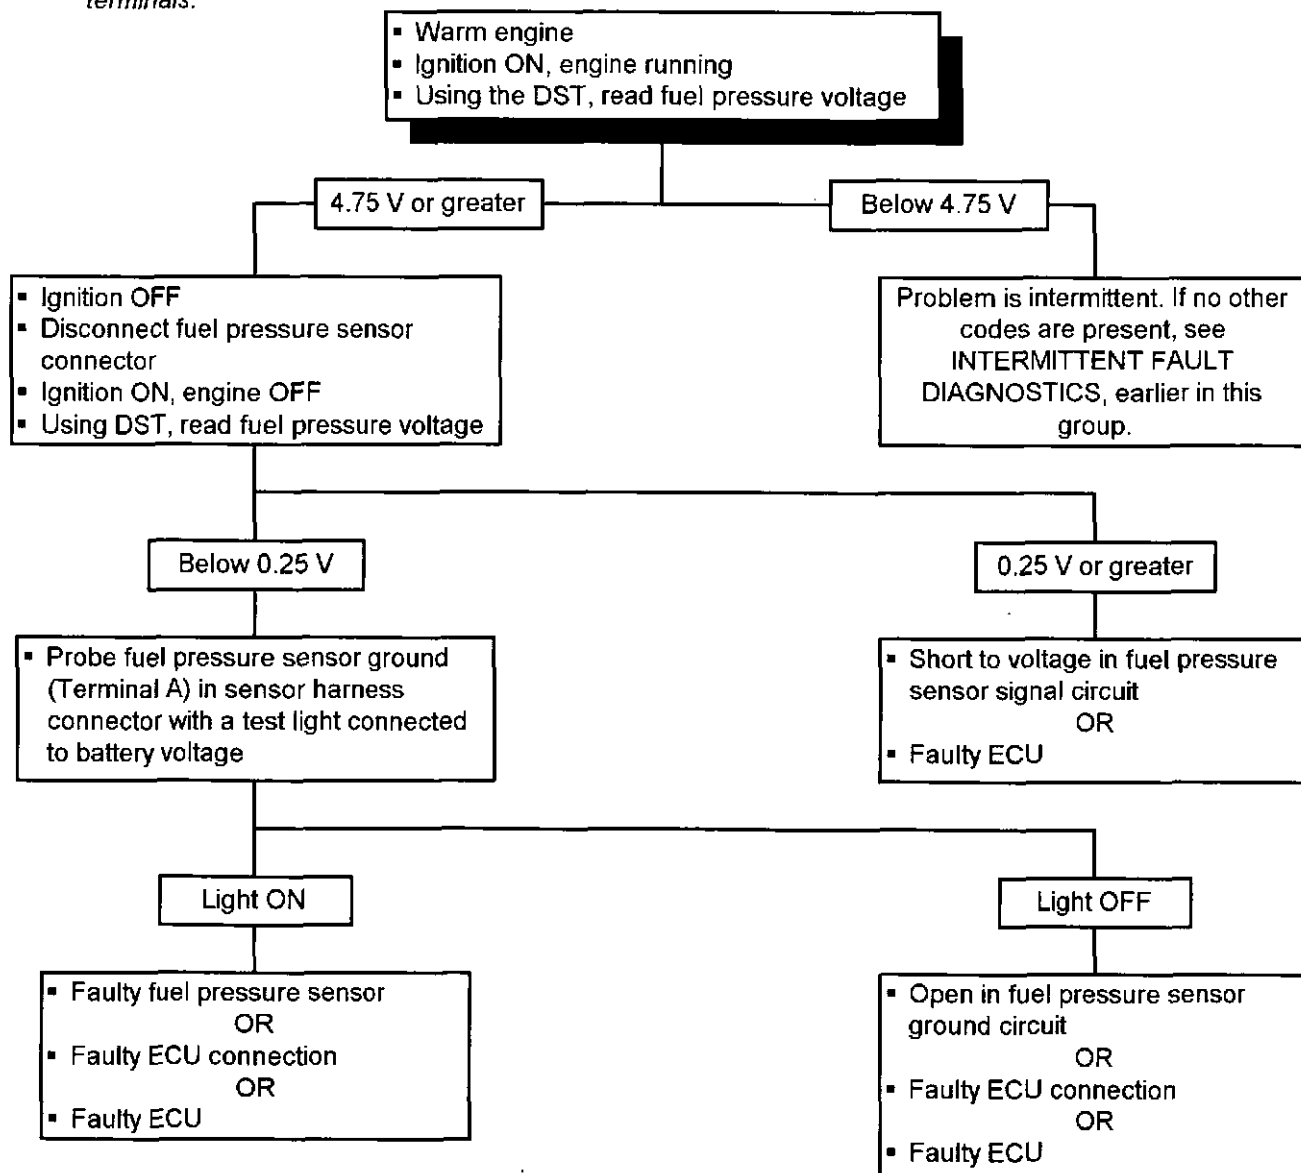 terminals.
▪ Warm engine
▪ Ignition ON, engine running
▪ Using the DST, read fuel pressure voltage
4.75 V or greater
Below 4.75 V
▪ Ignition OFF
▪ Disconnect fuel pressure sensor
connector
▪ Ignition ON, engine OFF
▪ Using DST, read fuel pressure voltage
Problem is intermittent. If no other
codes are present, see
INTERMITTENT FAULT
DIAGNOSTICS, earlier in this
group.
Below 0.25 V
0.25 V or greater
▪ Probe fuel pressure sensor ground
(Terminal A) in sensor harness
connector with a test light connected
to battery voltage
▪ Short to voltage in fuel pressure
sensor signal circuit
OR
▪ Faulty ECU
Light ON
Light OFF
▪ Faulty fuel pressure sensor
OR
▪ Faulty ECU connection
OR
▪ Faulty ECU
▪ Open in fuel pressure sensor
ground circuit
OR
▪ Faulty ECU connection
OR
▪ Faulty ECU